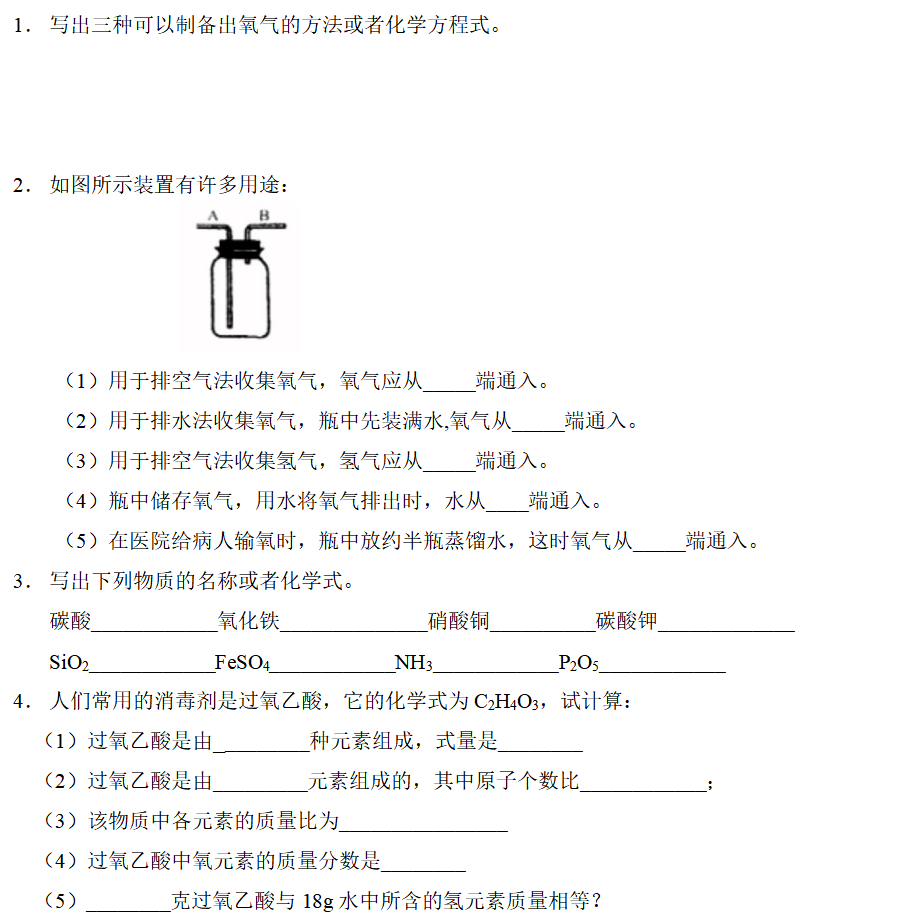 1. 写出三种可以制备出氧气的方法或者化学方程式。
2. 如图所示装置有许多用途:
A B
(1)用于排空气法收集氧气,氧气应从_____端通入。
(2)用于排水法收集氧气,瓶中先装满水,氧气从_____端通入。
(3)用于排空气法收集氢气,氢气应从_____端通入。
(4)瓶中储存氧气,用水将氧气排出时,水从____端通入。
(5)在医院给病人输氧时,瓶中放约半瓶蒸馏水,这时氧气从_____端通入。
3. 写出下列物质的名称或者化学式。
碳酸____________氧化铁______________硝酸铜__________碳酸钾_____________
SiO₂____________FeSO₄____________NH₃____________P₂O₅____________
4. 人们常用的消毒剂是过氧乙酸,它的化学式为 C₂H₄O₃,试计算:
(1)过氧乙酸是由_________种元素组成,式量是________
(2)过氧乙酸是由_________元素组成的,其中原子个数比____________;
(3)该物质中各元素的质量比为________________
(4)过氧乙酸中氧元素的质量分数是________
(5)________克过氧乙酸与 18g 水中所含的氢元素质量相等?